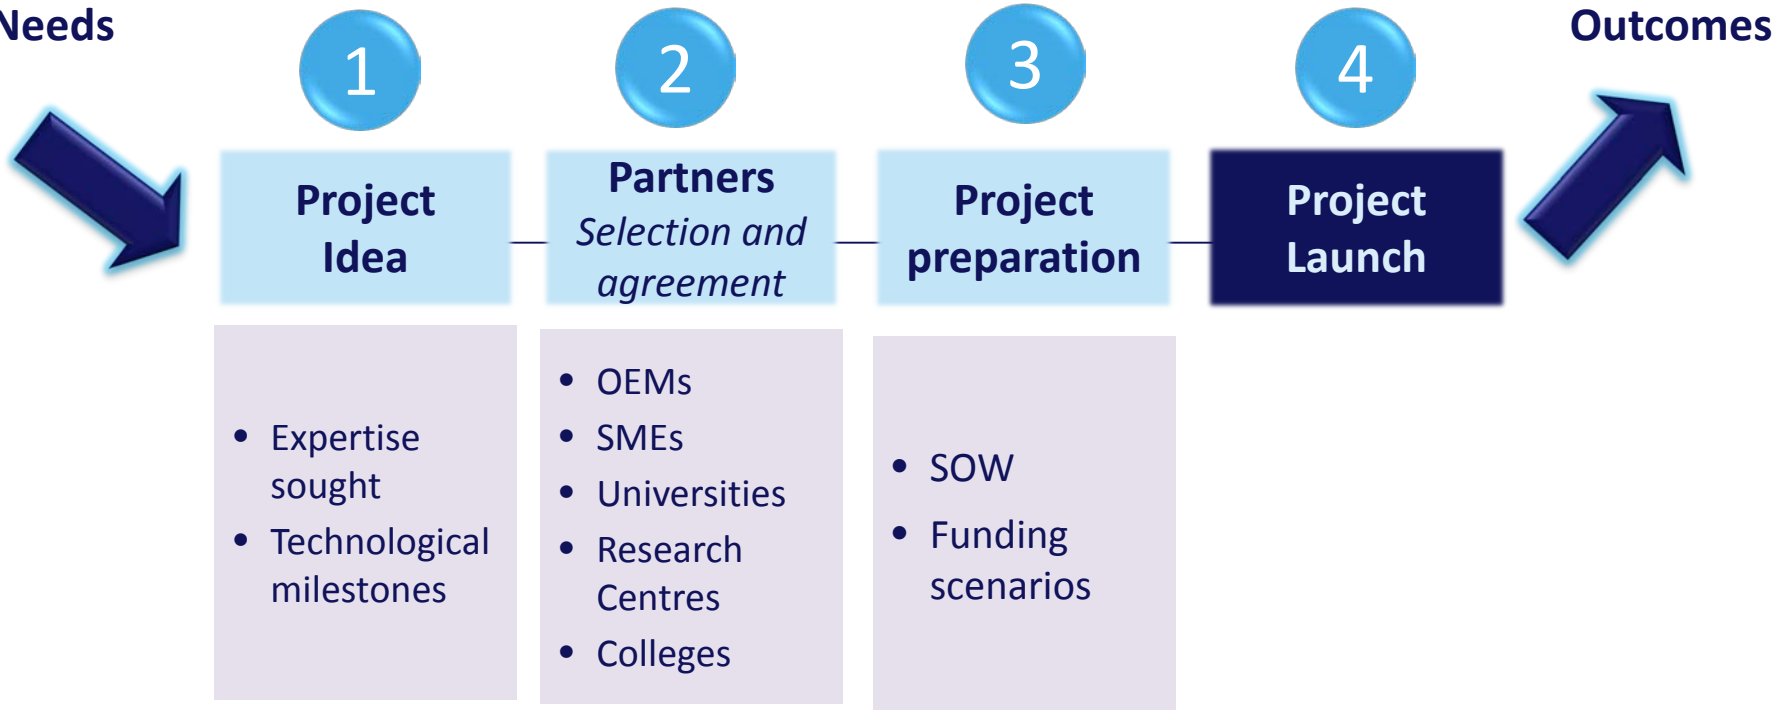 Needs
Outcomes
1
2
3
4
Project
Idea
Partners
Selection and
agreement
Project
preparation
Project
Launch
• Expertise
sought
• Technological
milestones
• OEMs
• SMEs
• Universities
• Research
Centres
• Colleges
• SOW
• Funding
scenarios